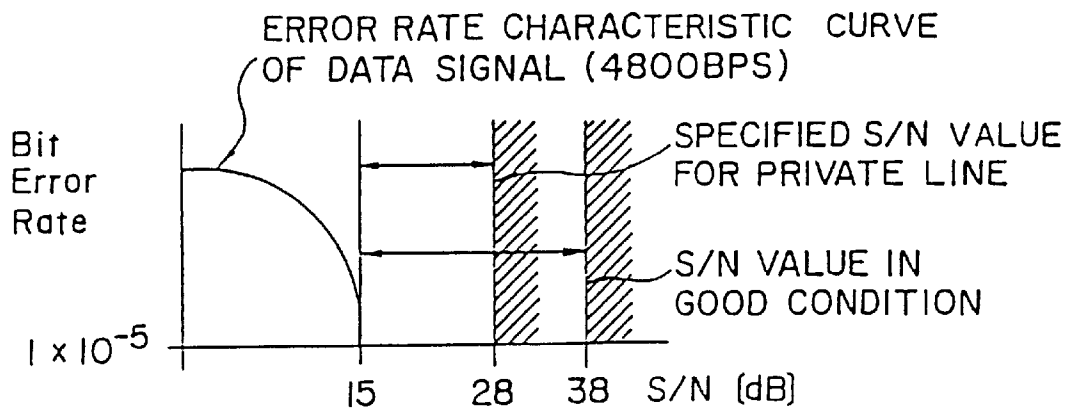 ERROR RATE CHARACTERISTIC CURVE
OF DATA SIGNAL (4800BPS)
Bit
Error
Rate
SPECIFIED S/N VALUE
FOR PRIVATE LINE
S/N VALUE IN
GOOD CONDITION
1 × 10⁻⁵
15 28 38 S/N [dB]